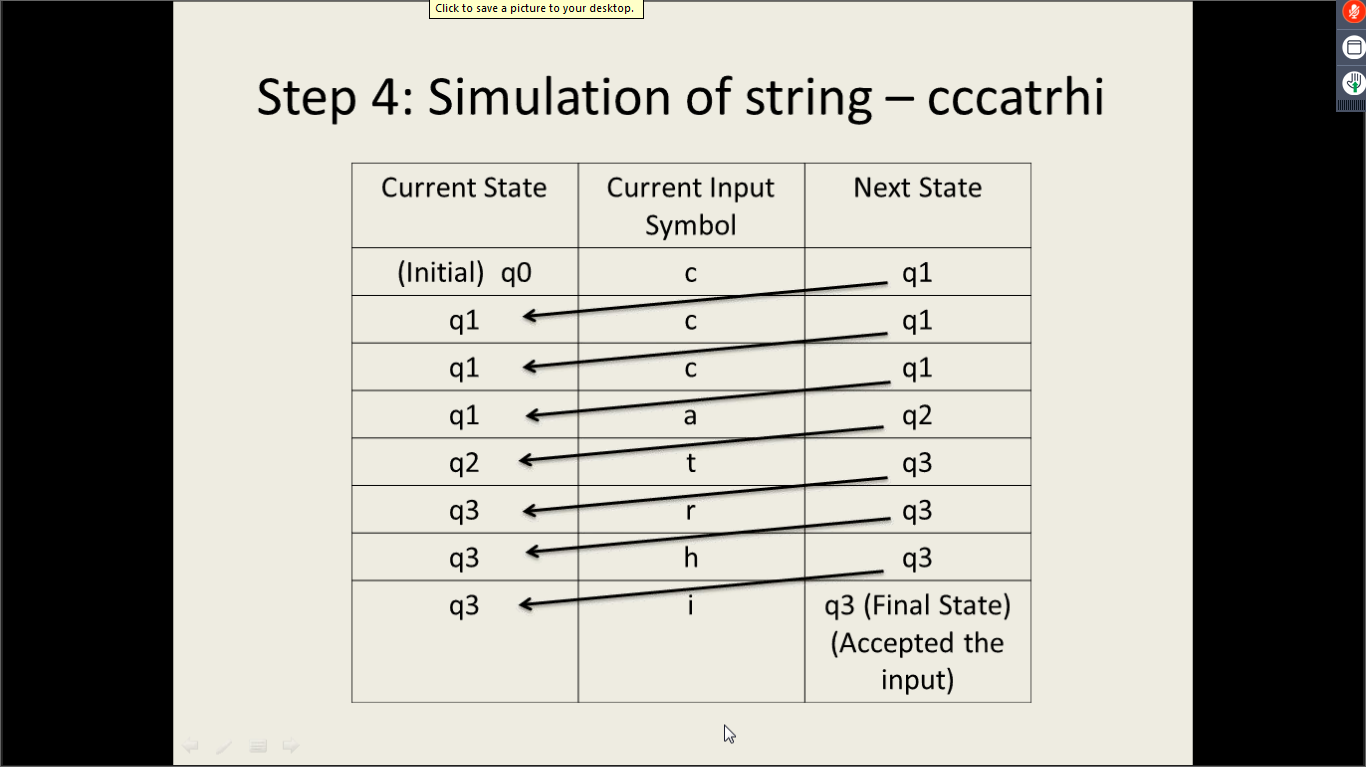 Click to save a picture to your desktop.
Step 4: Simulation of string – cccatrhi
Current State Current Input Symbol Next State
(Initial) q0 c q1
q1 c q1
q1 c q1
q1 a q2
q2 t q3
q3 r q3
q3 h q3
q3 i q3 (Final State)
(Accepted the
input)